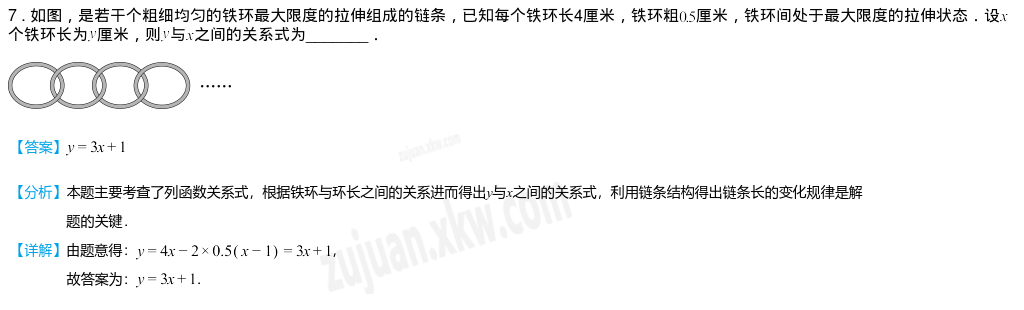 7．如图，是若干个粗细均匀的铁环最大限度的拉伸组成的链条，已知每个铁环长4厘米，铁环粗0.5厘米，铁环间处于最大限度的拉伸状态．设x
个铁环长为y厘米，则y与x之间的关系式为________．
……
【答案】y = 3x + 1
【分析】本题主要考查了列函数关系式，根据铁环与环长之间的关系进而得出y与x之间的关系式，利用链条结构得出链条长的变化规律是解
题的关键．
【详解】由题意得：y = 4x − 2 × 0.5( x − 1) = 3x + 1,
故答案为：y = 3x + 1.
zujuan.xkw.com
zujuan.xkw.com